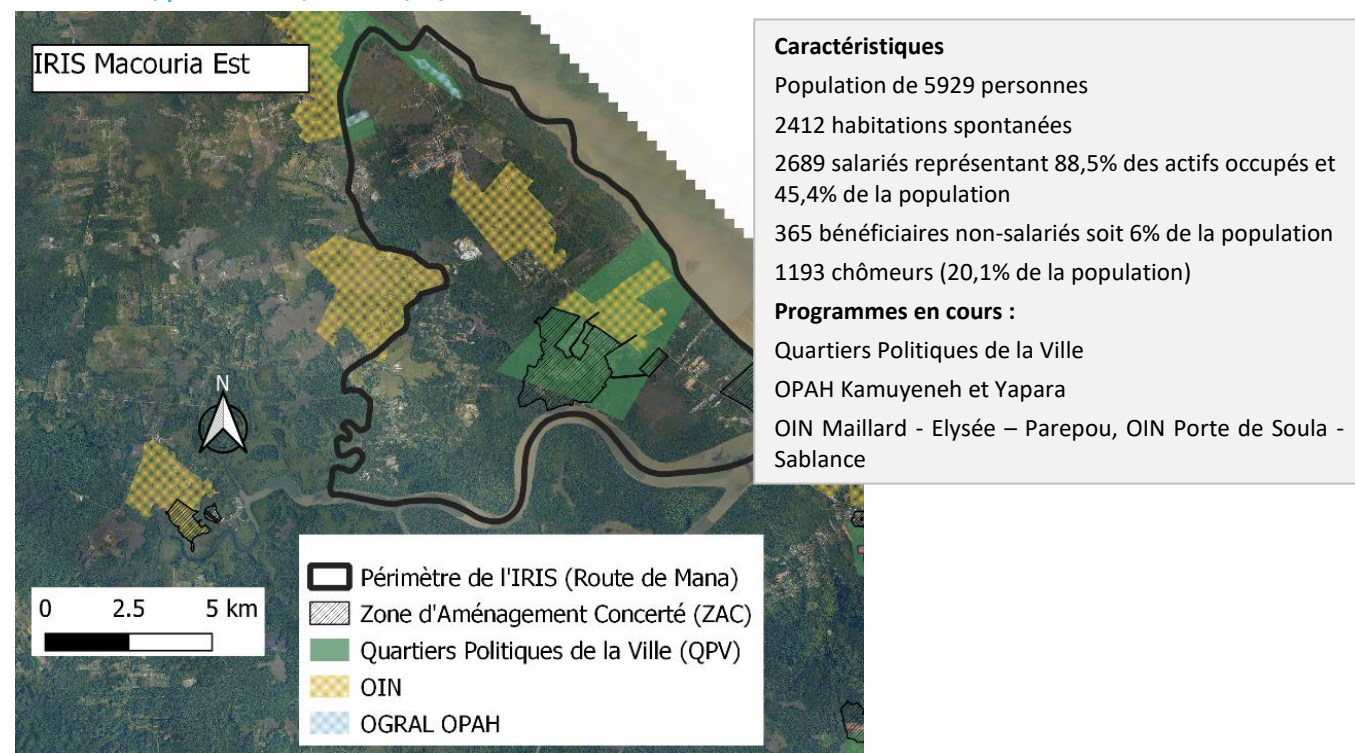 IRIS Macouria Est
N
0 2.5 5 km
Périmètre de l'IRIS (Route de Mana)
Zone d'Aménagement Concerté (ZAC)
Quartiers Politiques de la Ville (QPV)
OIN
OGRAL OPAH
Caractéristiques
Population de 5929 personnes
2412 habitations spontanées
2689 salariés représentant 88,5% des actifs occupés et
45,4% de la population
365 bénéficiaires non-salariés soit 6% de la population
1193 chômeurs (20,1% de la population)
Programmes en cours :
Quartiers Politiques de la Ville
OPAH Kamuyeneh et Yapara
OIN Maillard - Elysée – Parepou, OIN Porte de Soula -
Sablance